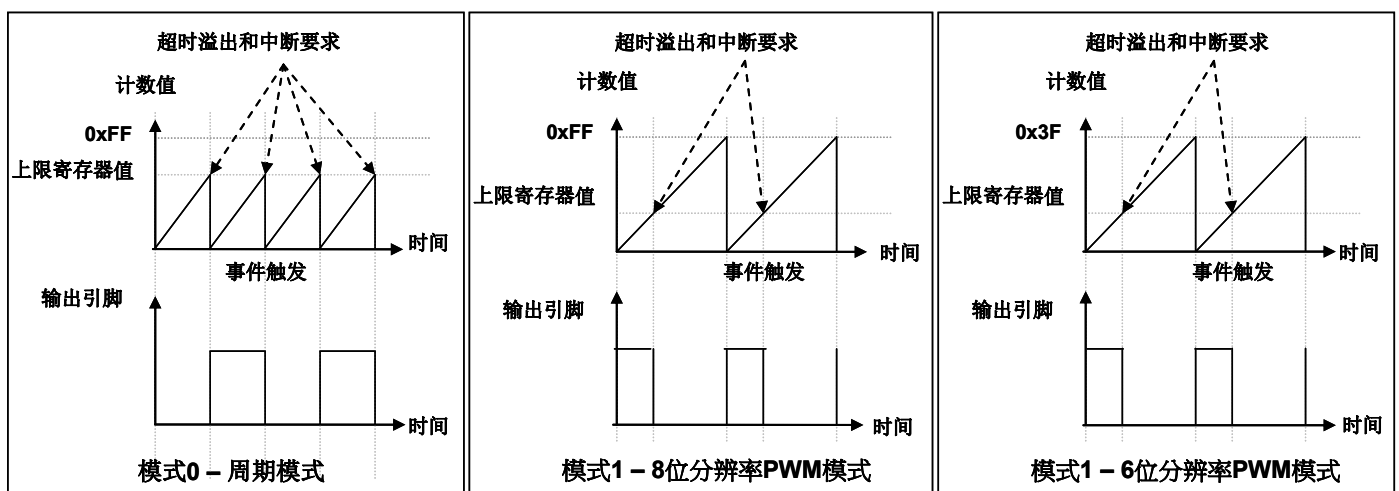 超时溢出和中断要求
计数值
0xFF
上限寄存器值
时间
事件触发
输出引脚
时间
模式0 – 周期模式
超时溢出和中断要求
计数值
0xFF
上限寄存器值
时间
事件触发
输出引脚
时间
模式1 – 8位分辨率PWM模式
超时溢出和中断要求
计数值
0x3F
上限寄存器值
时间
事件触发
输出引脚
时间
模式1 – 6位分辨率PWM模式